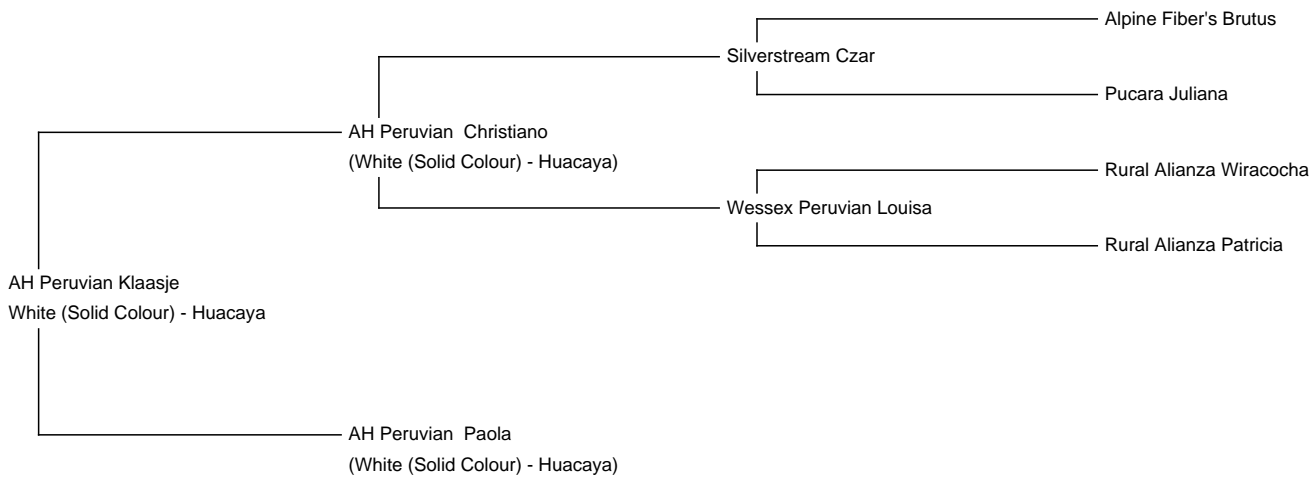 Alpine Fiber's Brutus
Silverstream Czar
Pucara Juliana
AH Peruvian  Christiano
(White (Solid Colour) - Huacaya)
Rural Alianza Wiracocha
Wessex Peruvian Louisa
Rural Alianza Patricia
AH Peruvian Klaasje
White (Solid Colour) - Huacaya
AH Peruvian  Paola
(White (Solid Colour) - Huacaya)